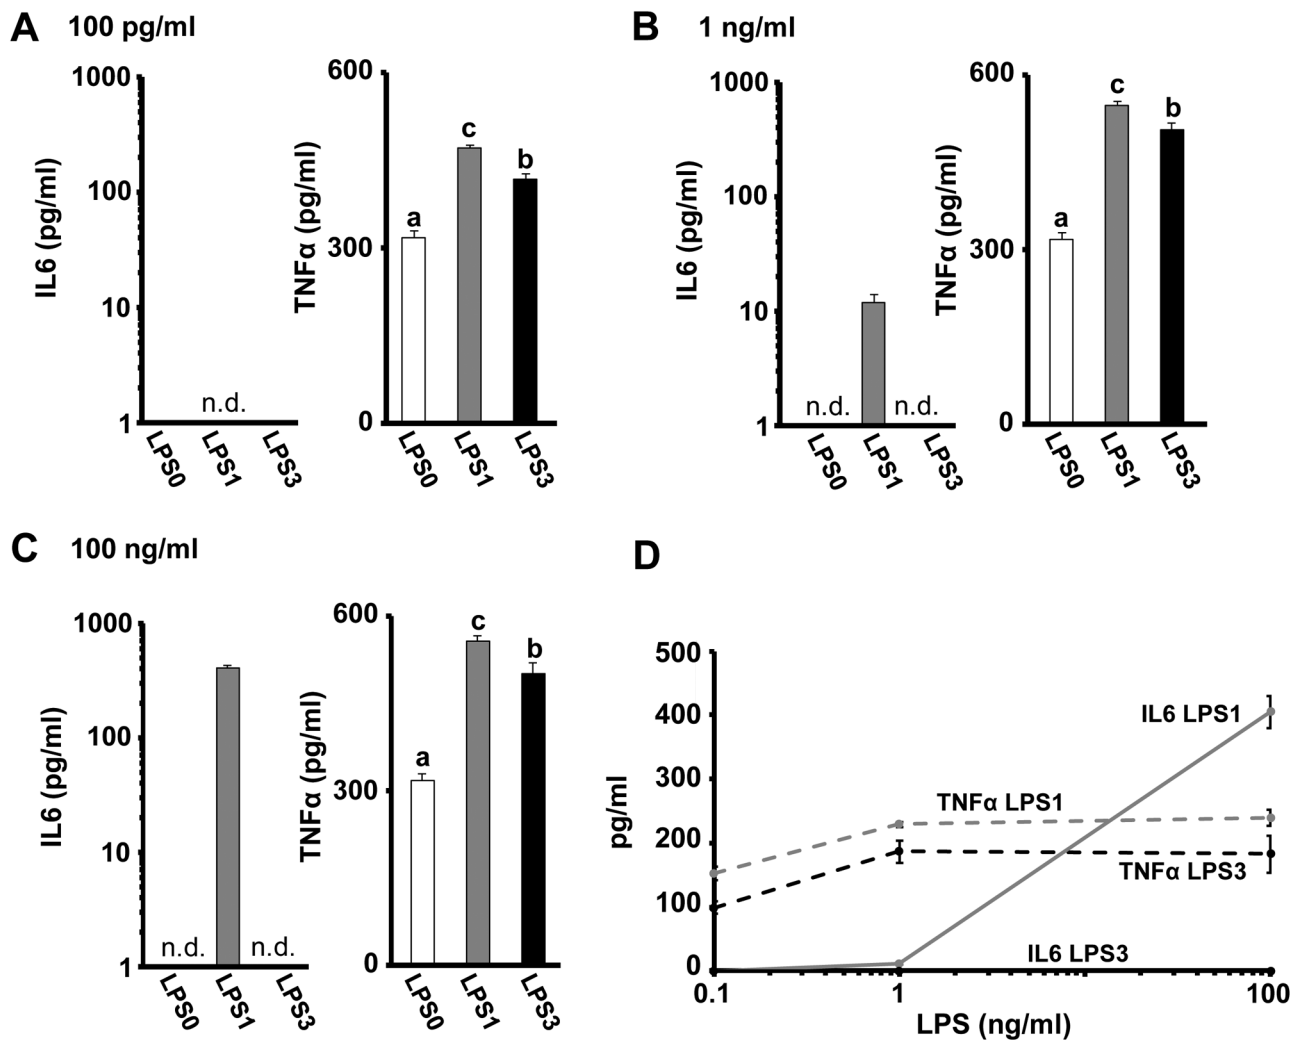 A 100 pg/ml
1000
100
10
1
IL6 (pg/ml)
n.d.
LPS0
LPS1
LPS3
600
300
0
TNFα (pg/ml)
a
c
b
LPS0
LPS1
LPS3
B 1 ng/ml
1000
100
10
1
IL6 (pg/ml)
n.d.
n.d.
LPS0
LPS1
LPS3
600
300
0
TNFα (pg/ml)
a
c
b
LPS0
LPS1
LPS3
C 100 ng/ml
1000
100
10
1
IL6 (pg/ml)
n.d.
n.d.
LPS0
LPS1
LPS3
600
300
0
TNFα (pg/ml)
a
c
b
LPS0
LPS1
LPS3
D
500
400
300
200
100
0
pg/ml
IL6 LPS1
TNFα LPS1
TNFα LPS3
IL6 LPS3
0.1
1
100
LPS (ng/ml)